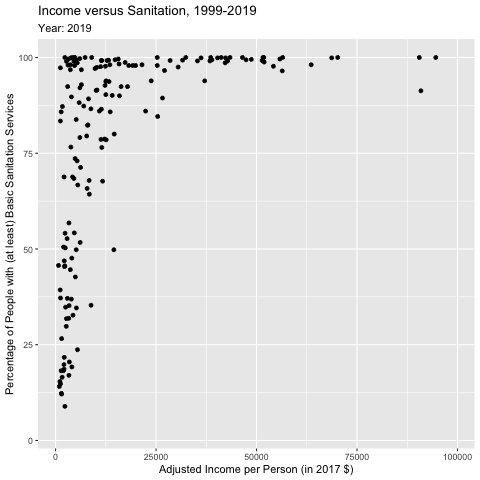 Income versus Sanitation, 1999-2019
Year: 2019
Percentage of People with (at least) Basic Sanitation Services
100
75
50
25
0
0 25000 50000 75000 100000
Adjusted Income per Person (in 2017 $)